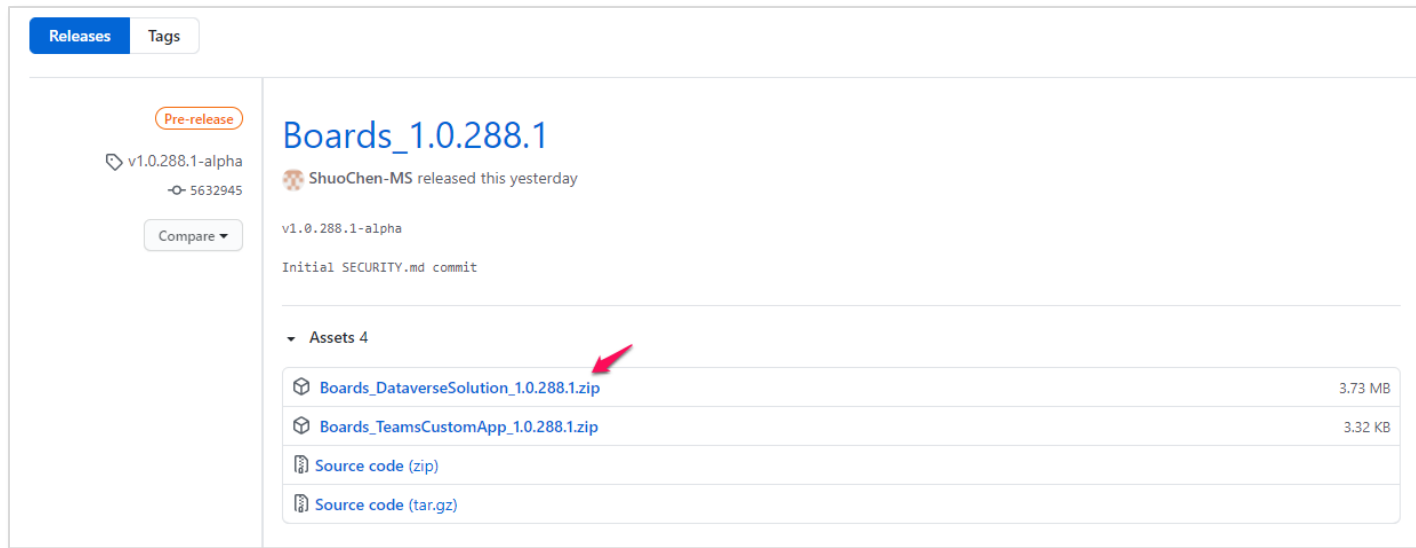 Releases Tags
Pre-release
v1.0.288.1-alpha
5632945
Compare
Boards_1.0.288.1
ShuoChen-MS released this yesterday
v1.0.288.1-alpha
Initial SECURITY.md commit
Assets 4
Boards_DataverseSolution_1.0.288.1.zip 3.73 MB
Boards_TeamsCustomApp_1.0.288.1.zip 3.32 KB
Source code (zip)
Source code (tar.gz)